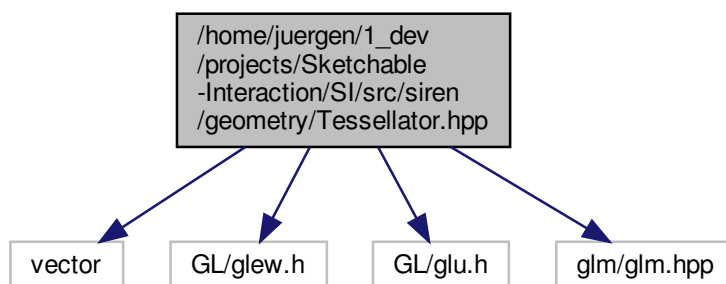 /home/juergen/1_dev
/projects/Sketchable
-Interaction/SI/src/siren
/geometry/Tessellator.hpp
vector
GL/glew.h
GL/glu.h
glm/glm.hpp